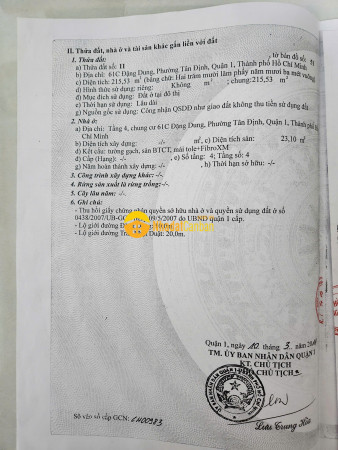 II. Thửa đất, nhà ở và tài sản khác gắn liền với đất
1. Thửa đất:
a) Thửa đất số: 11 , tờ bản đồ số: 51
b) Địa chỉ: 61C Đặng Dung, Phường Tân Định, Quận 1, Thành phố Hồ Chí Minh
c) Diện tích: 215,53 m² (bằng chữ: Hai trăm mười lăm phẩy năm mươi ba mét vuông)
d) Hình thức sử dụng: riêng: Không m²; chung: 215,53 m²
đ) Mục đích sử dụng: Đất ở tại đô thị
e) Thời hạn sử dụng: Lâu dài
g) Nguồn gốc sử dụng: Công nhận QSDĐ như giao đất không thu tiền sử dụng đất
2. Nhà ở:
a) Địa chỉ: Tầng 4, chung cư 61C Đặng Dung, Phường Tân Định, Quận 1, Thành phố
Chí Minh
b) Diện tích xây dựng: -/- m², c) Diện tích sàn: 23,10 m²
d) Kết cấu: tường gạch, sàn BTCT, mái tole+FibroXM
đ) Cấp (Hạng): -/- , e) Số tầng: 4; Tầng số: 4
g) Năm hoàn thành xây dựng: -/- , h) Thời hạn sở hữu: -/-
3. Công trình xây dựng khác: -/-.
4. Rừng sản xuất là rừng trồng: -/-.
5. Cây lâu năm: -/-.
6. Ghi chú:
- Thu hồi giấy chứng nhận quyền sở hữu nhà ở và quyền sử dụng đất ở số
0438/2007/UB-GC 09/5/2007 do UBND quận 1 cấp.
- Lộ giới đường
- Lộ giới đường Duật: 20,0m.
Quận 1, ngày 10 tháng 3 năm
TM. ỦY BAN NHÂN DÂN QUẬN 1
KT. CHỦ TỊCH
CHỦ TỊCH
Lưu Trung Hòa
Số vào sổ cấp GCN: CH00983